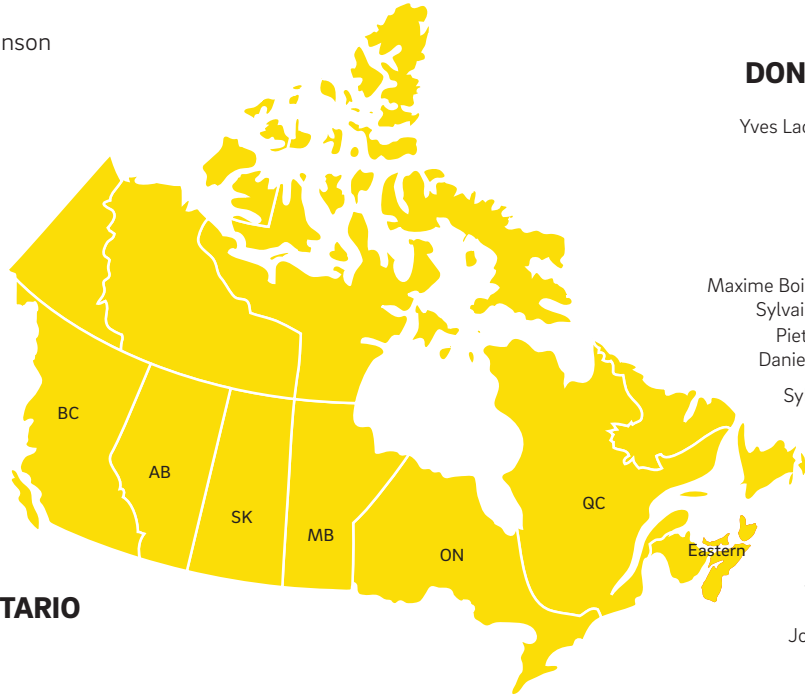 nson
DON
Yves Lac
Maxime Boi
Sylvai
Piet
Danie
Sy
BC
AB
SK
MB
ON
QC
Eastern
TARIO
Jo